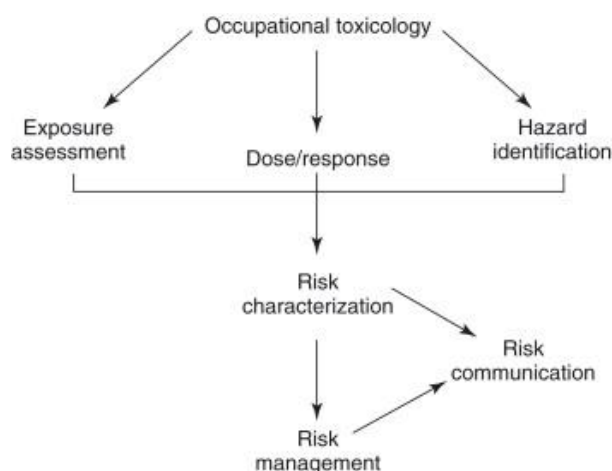 Occupational toxicology
Exposure
assessment
Dose/response
Hazard
identification
Risk
characterization
Risk
communication
Risk
management